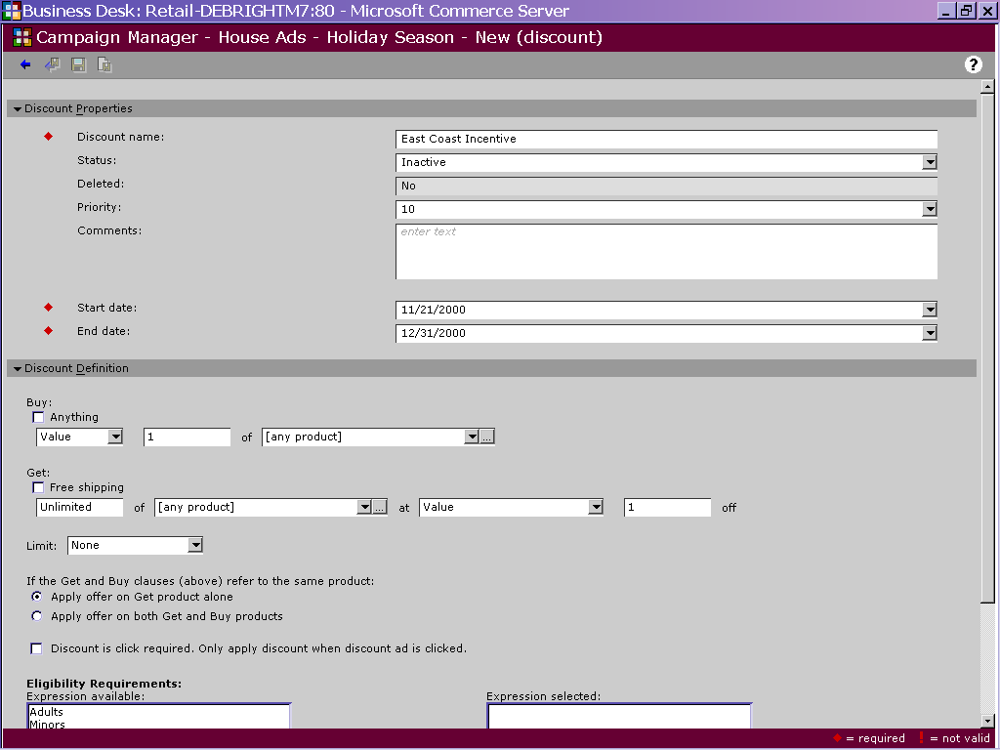 Business Desk: Retail-DEBRIGHTM7:80 - Microsoft Commerce Server
Campaign Manager - House Ads - Holiday Season - New (discount)
?
Discount Properties
Discount name: East Coast Incentive
Status: Inactive
Deleted: No
Priority: 10
Comments: enter text
Start date: 11/21/2000
End date: 12/31/2000
Discount Definition
Buy:
Anything
Value 1 of [any product] ...
Get:
Free shipping
Unlimited of [any product] ... at Value 1 off
Limit: None
If the Get and Buy clauses (above) refer to the same product:
Apply offer on Get product alone
Apply offer on both Get and Buy products
Discount is click required. Only apply discount when discount ad is clicked.
Eligibility Requirements:
Expression available: Expression selected:
Adults
Minors
= required ! = not valid